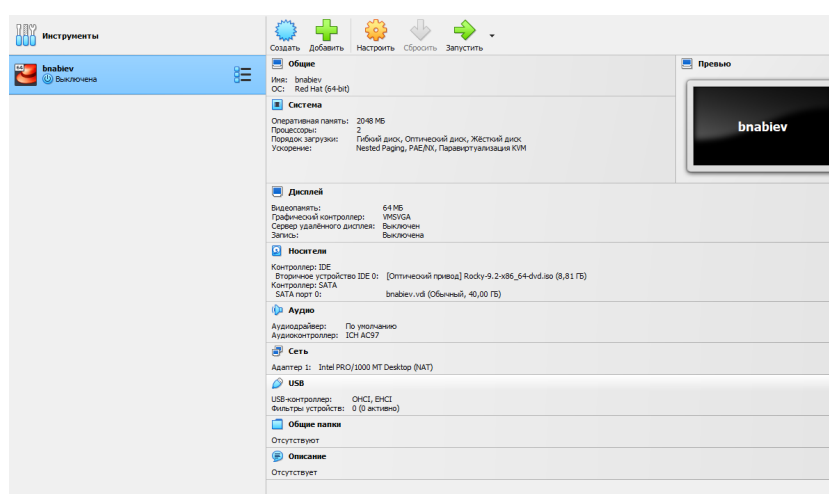 Инструменты
Создать Добавить Настроить Сбросить Запустить
64
bnabiev
Выключена
Общие
Имя: bnabiev
ОС: Red Hat (64-bit)
Превью
bnabiev
Система
Оперативная память: 2048 МБ
Процессоры: 2
Порядок загрузки: Гибкий диск, Оптический диск, Жёсткий диск
Ускорение: Nested Paging, PAE/NX, Паравиртуализация KVM
Дисплей
Видеопамять: 64 МБ
Графический контроллер: VMSVGA
Сервер удалённого дисплея: Выключен
Запись: Выключена
Носители
Контроллер: IDE
Вторичное устройство IDE 0: [Оптический привод] Rocky-9.2-x86_64-dvd.iso (8,81 ГБ)
Контроллер: SATA
SATA порт 0: bnabiev.vdi (Обычный, 40,00 ГБ)
Аудио
Аудиодрайвер: По умолчанию
Аудиоконтроллер: ICH AC97
Сеть
Адаптер 1: Intel PRO/1000 MT Desktop (NAT)
USB
USB-контроллер: OHCI, EHCI
Фильтры устройств: 0 (0 активно)
Общие папки
Отсутствуют
Описание
Отсутствует